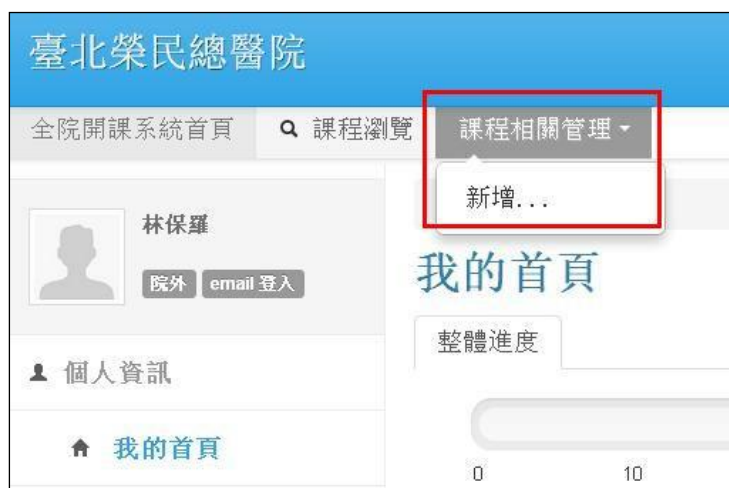 臺北榮民總醫院
全院開課系統首頁 課程瀏覽 課程相關管理
新增...
林保羅
院外 email 登入
我的首頁
整體進度
個人資訊
我的首頁
0 10